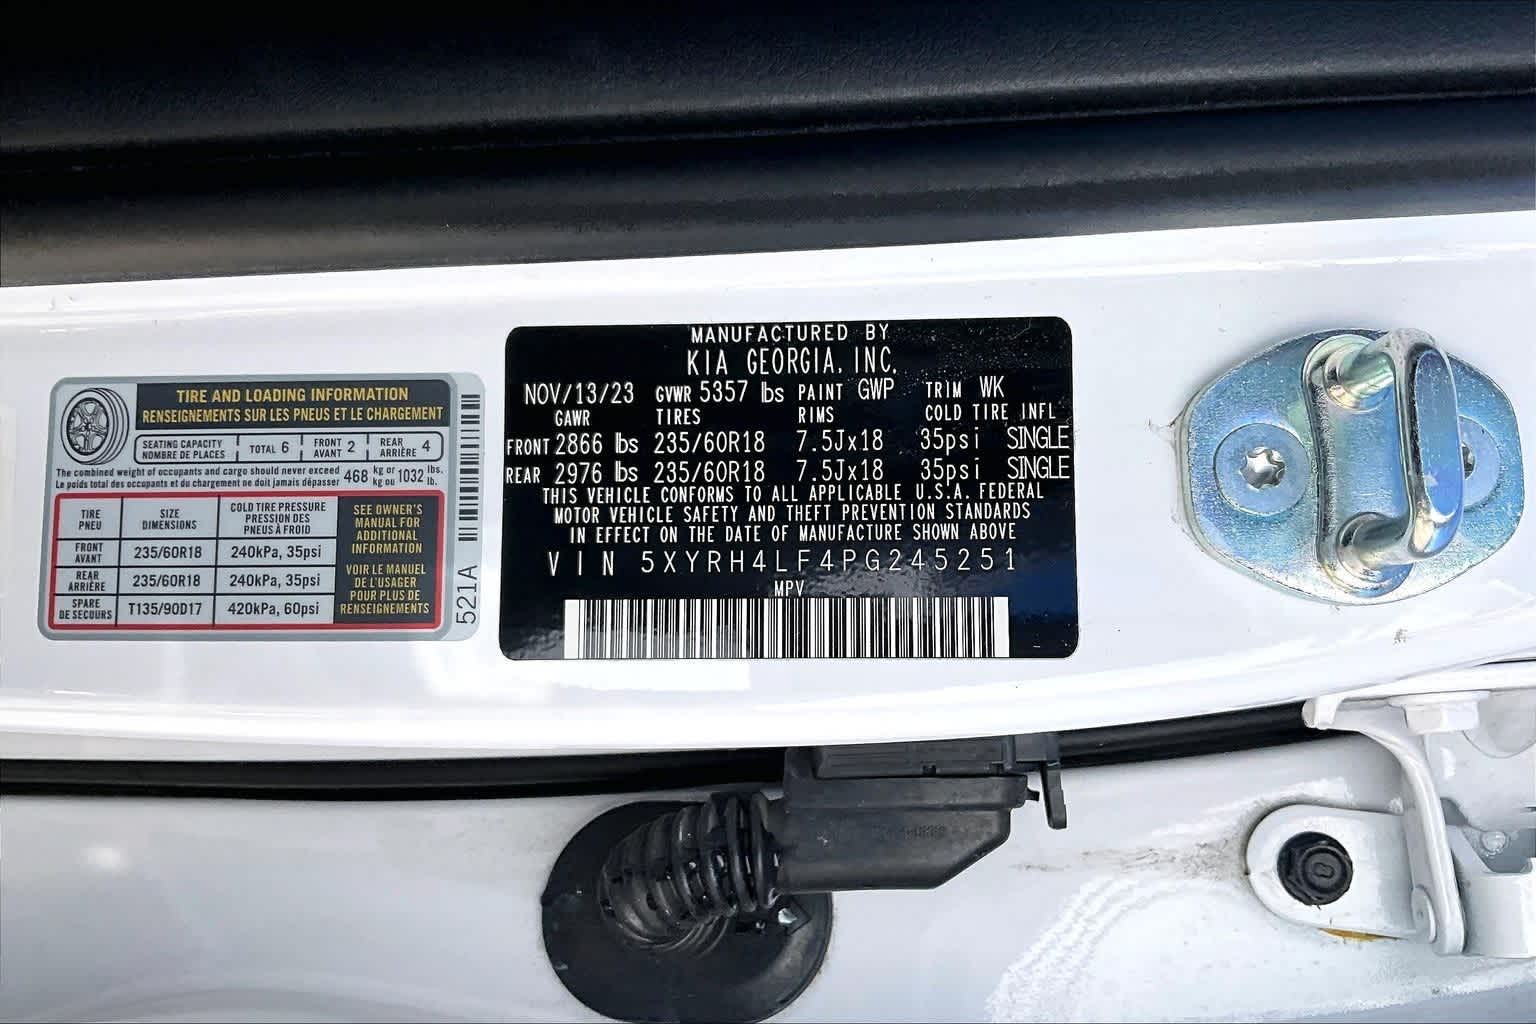 TIRE AND LOADING INFORMATION
RENSEIGNEMENTS SUR LES PNEUS ET LE CHARGEMENT
SEATING CAPACITY
NOMBRE DE PLACES
TOTAL 6
FRONT
AVANT 2
REAR
ARRIÈRE 4
The combined weight of occupants and cargo should never exceed 468 kg or 1032 lbs.
Le poids total des occupants et du chargement ne doit jamais dépasser kg ou lb.
TIRE
PNEU
SIZE
DIMENSIONS
COLD TIRE PRESSURE
PRESSION DES
PNEUS À FROID
FRONT
AVANT
235/60R18
240kPa, 35psi
REAR
ARRIÈRE
235/60R18
240kPa, 35psi
SPARE
DE SECOURS
T135/90D17
420kPa, 60psi
SEE OWNER'S
MANUAL FOR
ADDITIONAL
INFORMATION
VOIR LE MANUEL
DE L'USAGER
POUR PLUS DE
RENSEIGNEMENTS
521A
MANUFACTURED BY
KIA GEORGIA, INC.
NOV/13/23 GVWR 5357 lbs PAINT GWP TRIM WK
GAWR TIRES RIMS COLD TIRE INFL
FRONT 2866 lbs 235/60R18 7.5Jx18 35psi SINGLE
REAR 2976 lbs 235/60R18 7.5Jx18 35psi SINGLE
THIS VEHICLE CONFORMS TO ALL APPLICABLE U.S.A. FEDERAL
MOTOR VEHICLE SAFETY AND THEFT PREVENTION STANDARDS
IN EFFECT ON THE DATE OF MANUFACTURE SHOWN ABOVE
VIN 5XYRH4LF4PG245251
MPV